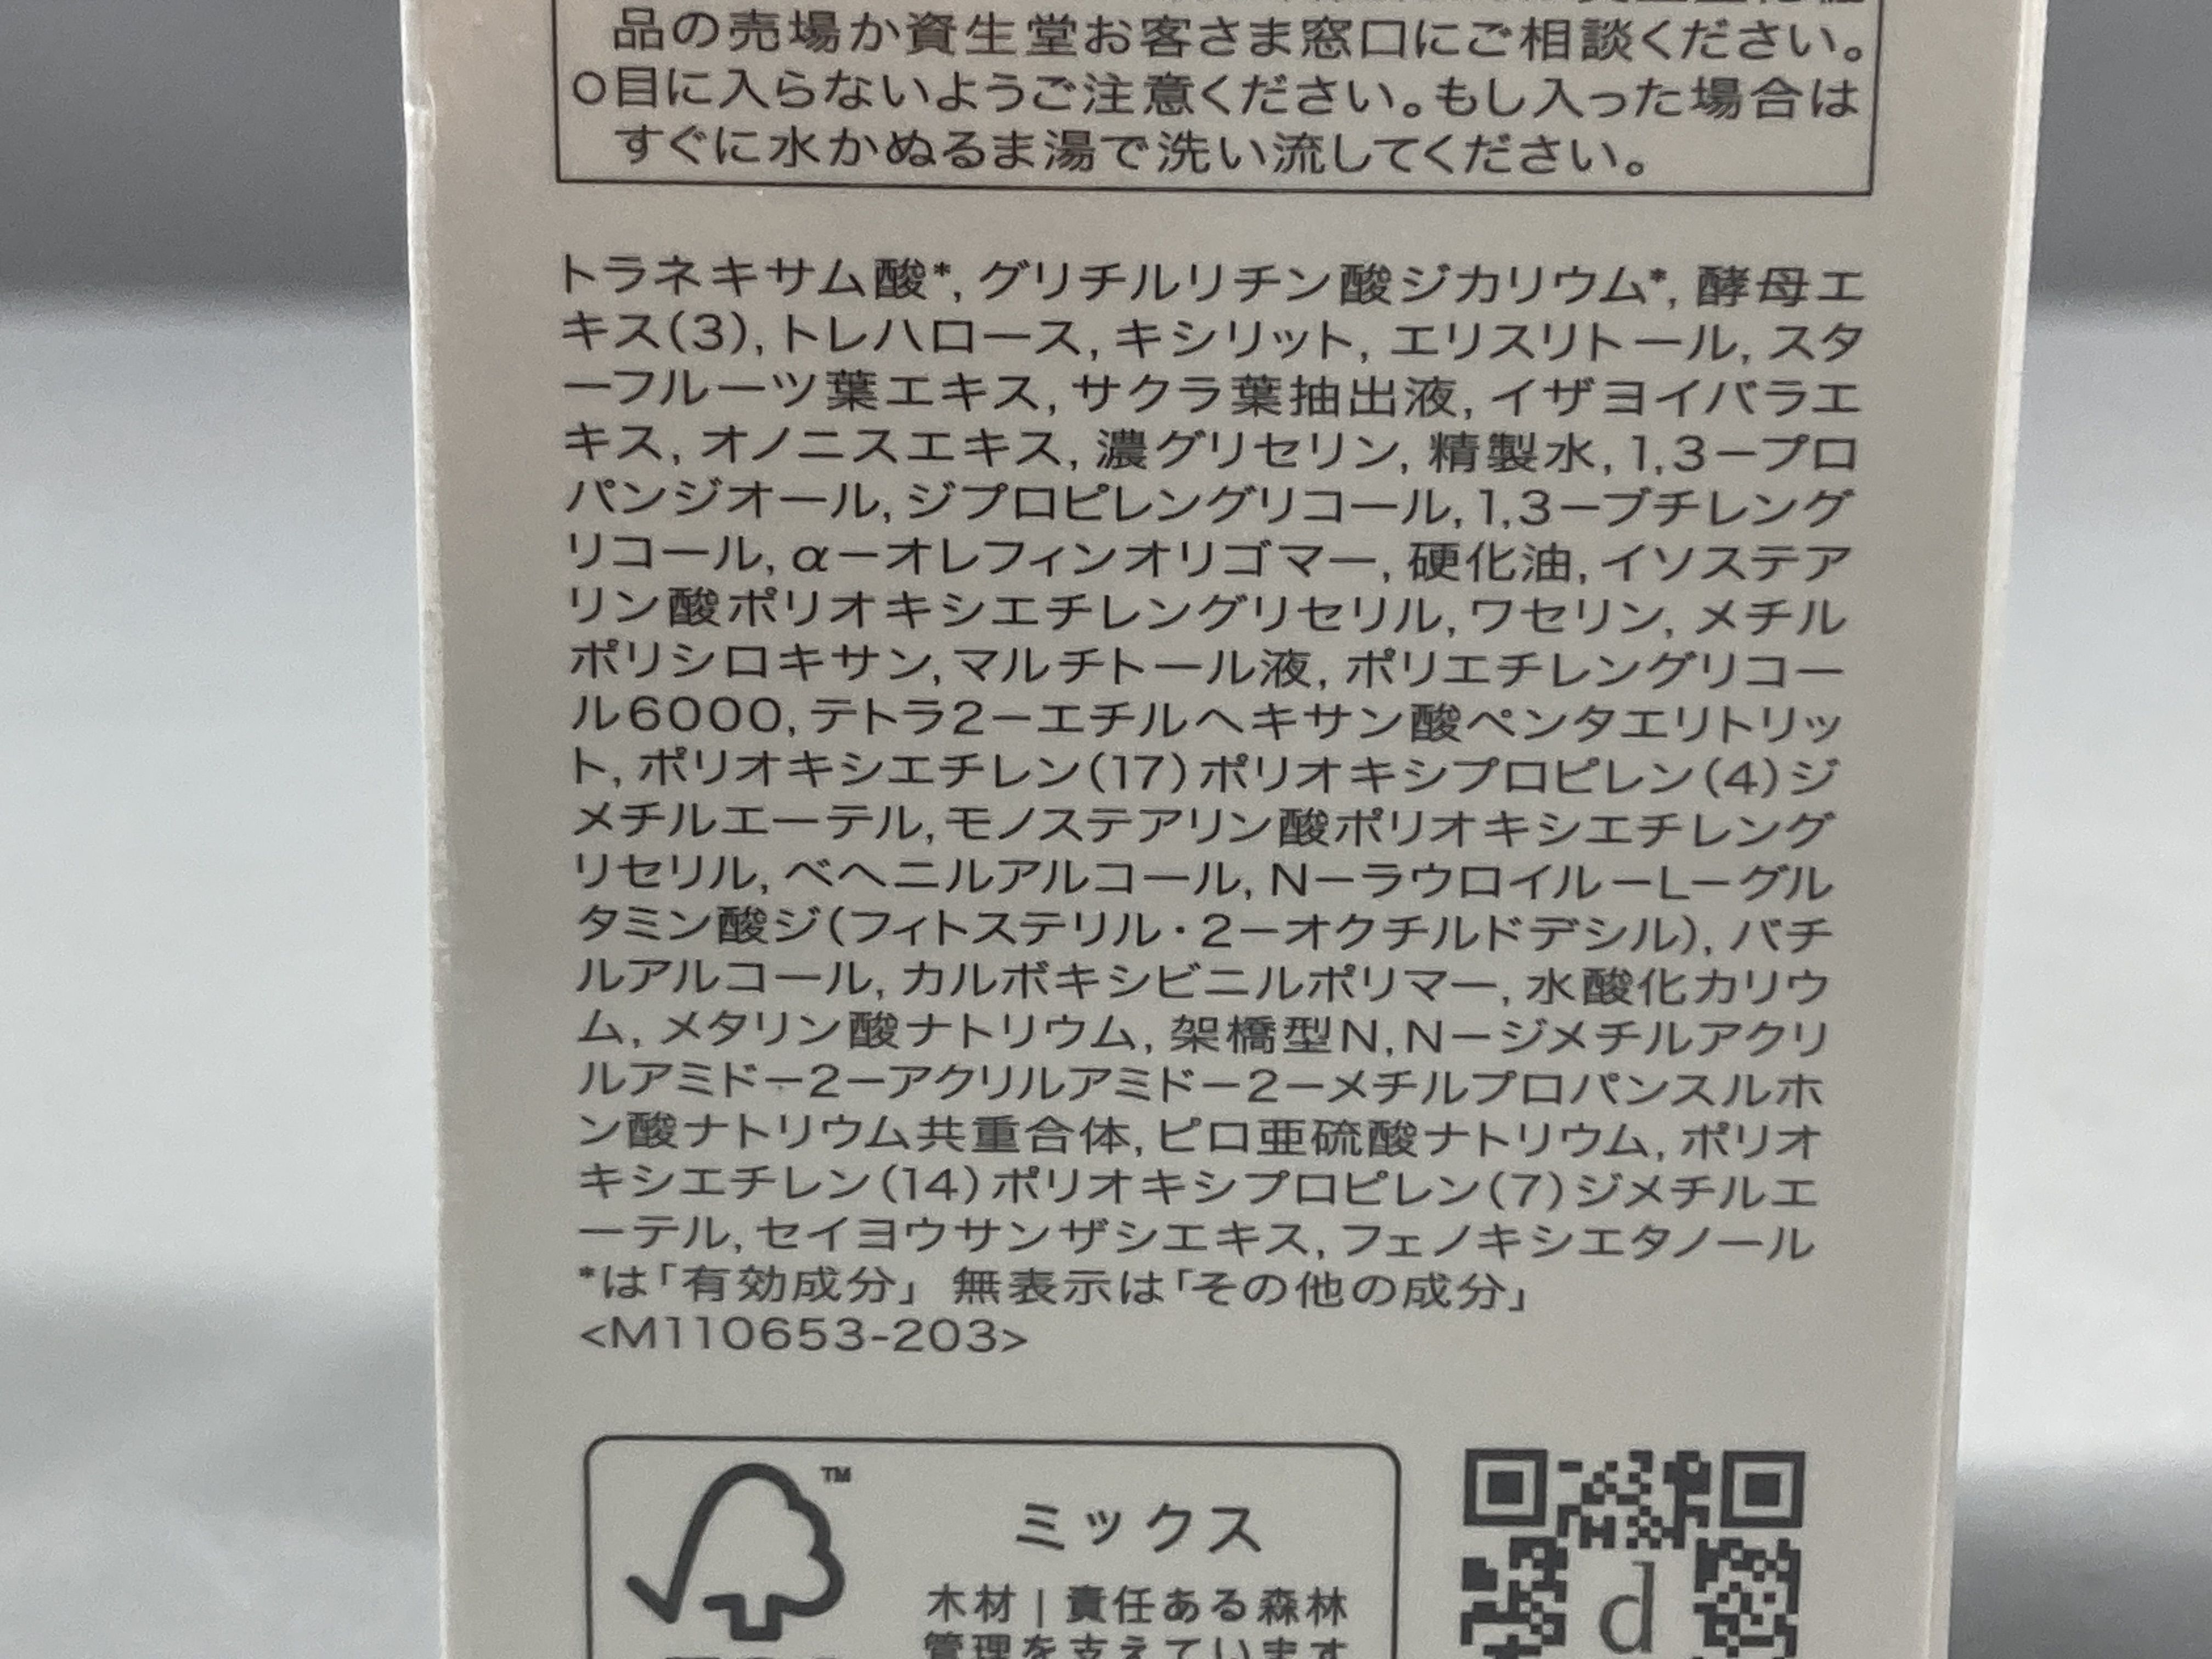 品の売場か資生堂お客さま窓口にご相談ください。
○目に入らないようご注意ください。もし入った場合は
すぐに水かぬるま湯で洗い流してください。
トラネキサム酸*, グリチルリチン酸ジカリウム*, 酵母エ
キス(3), トレハロース, キシリット, エリスリトール, スタ
ーフルーツ葉エキス, サクラ葉抽出液, イザヨイバラエ
キス, オノニスエキス, 濃グリセリン, 精製水, 1,3－プロ
パンジオール, ジプロピレングリコール, 1,3－ブチレング
リコール, α－オレフィンオリゴマー, 硬化油, イソステア
リン酸ポリオキシエチレングリセリル, ワセリン, メチル
ポリシロキサン, マルチトール液, ポリエチレングリコー
ル6000, テトラ2－エチルヘキサン酸ペンタエリトリッ
ト, ポリオキシエチレン(17)ポリオキシプロピレン(4)ジ
メチルエーテル, モノステアリン酸ポリオキシエチレング
リセリル, ベヘニルアルコール, N－ラウロイル－L－グル
タミン酸ジ(フィトステリル・2－オクチルドデシル), バチ
ルアルコール, カルボキシビニルポリマー, 水酸化カリウ
ム, メタリン酸ナトリウム, 架橋型N,N－ジメチルアクリ
ルアミド－2－アクリルアミド－2－メチルプロパンスルホ
ン酸ナトリウム共重合体, ピロ亜硫酸ナトリウム, ポリオ
キシエチレン(14)ポリオキシプロピレン(7)ジメチルエ
ーテル, セイヨウサンザシエキス, フェノキシエタノール
*は「有効成分」 無表示は「その他の成分」
<M110653-203>
TM
ミックス
木材｜責任ある森林
管理を支えています
d